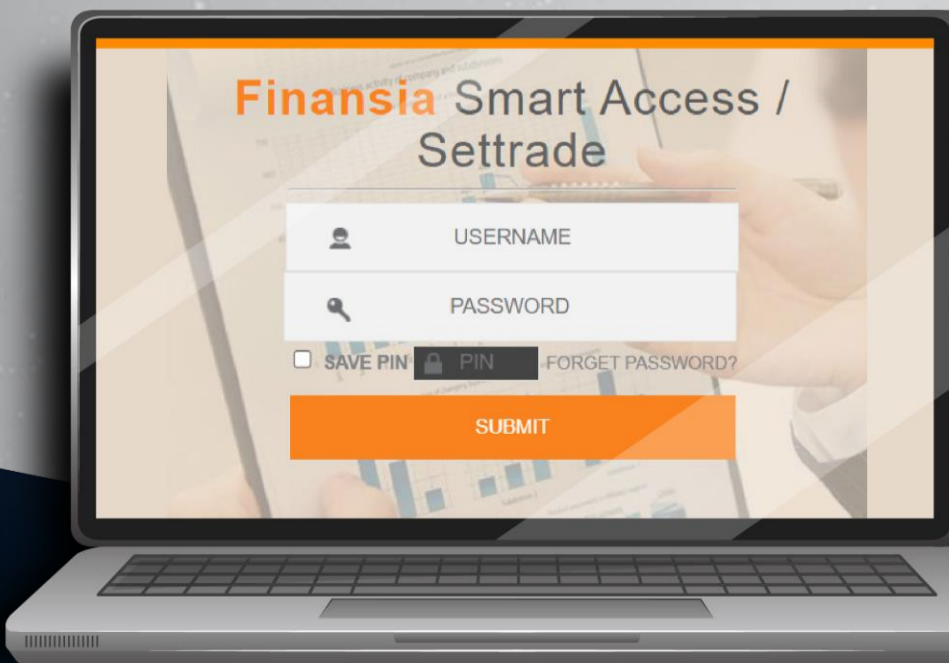 Finansia Smart Access /
Settrade
USERNAME
PASSWORD
SAVE PIN PIN FORGET PASSWORD?
SUBMIT